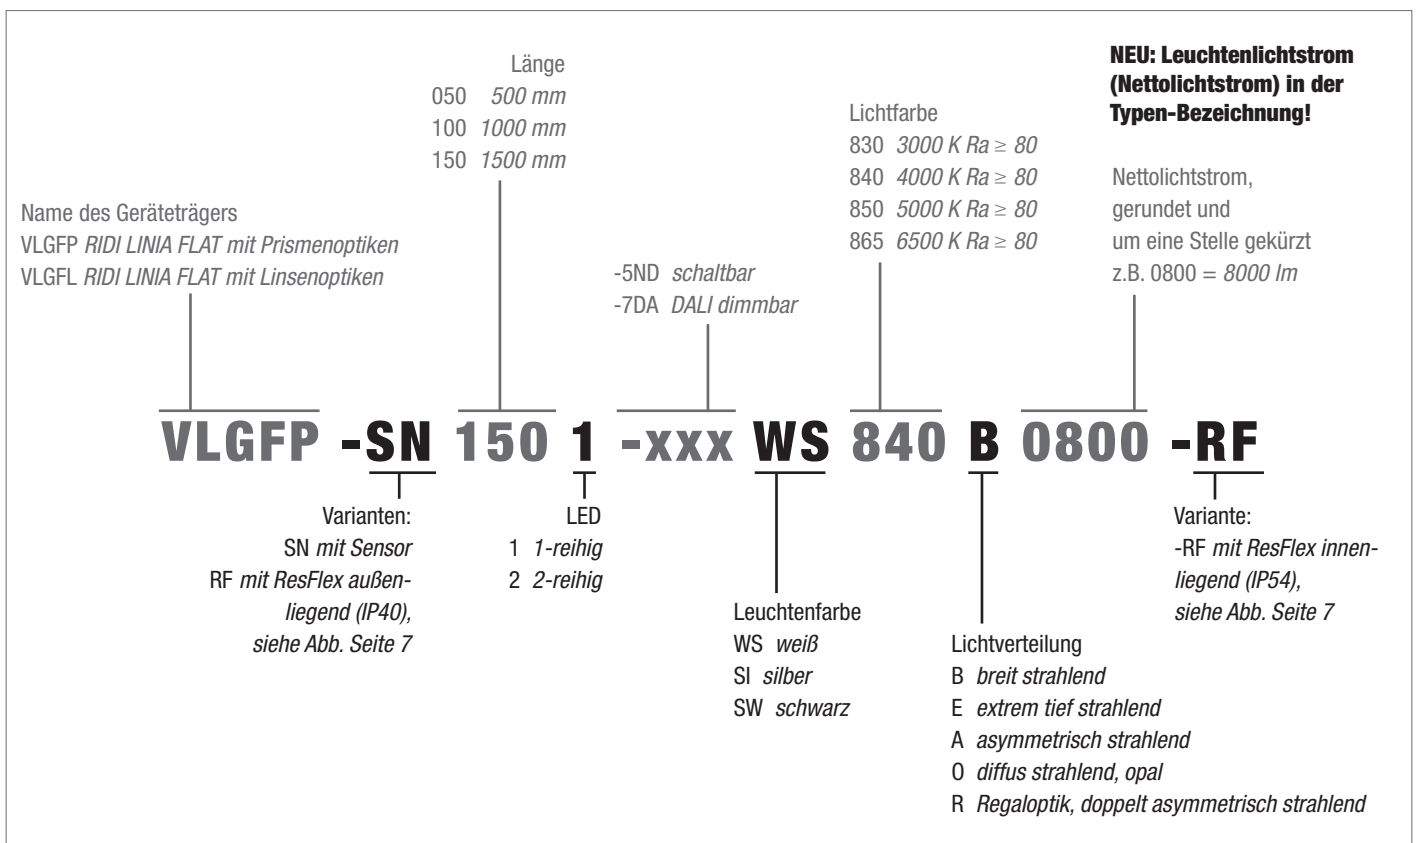 Länge
050 500 mm
100 1000 mm
150 1500 mm
Name des Geräteträgers
VLGFP RIDI LINIA FLAT mit Prismenoptiken
VLGFL RIDI LINIA FLAT mit Linsenoptiken
-5ND schaltbar
-7DA DALI dimmbar
Lichtfarbe
830 3000 K Ra ≥ 80
840 4000 K Ra ≥ 80
850 5000 K Ra ≥ 80
865 6500 K Ra ≥ 80
NEU: Leuchtenlichtstrom
(Nettolichtstrom) in der
Typen-Bezeichnung!
Nettolichtstrom,
gerundet und
um eine Stelle gekürzt
z.B. 0800 = 8000 lm
VLGFP -SN 150 1 -xxx WS 840 B 0800 -RF
Varianten:
SN mit Sensor
RF mit ResFlex außen-
liegend (IP40),
siehe Abb. Seite 7
LED
1 1-reihig
2 2-reihig
Leuchtenfarbe
WS weiß
SI silber
SW schwarz
Lichtverteilung
B breit strahlend
E extrem tief strahlend
A asymmetrisch strahlend
O diffus strahlend, opal
R Regaloptik, doppelt asymmetrisch strahlend
Variante:
-RF mit ResFlex innen-
liegend (IP54),
siehe Abb. Seite 7